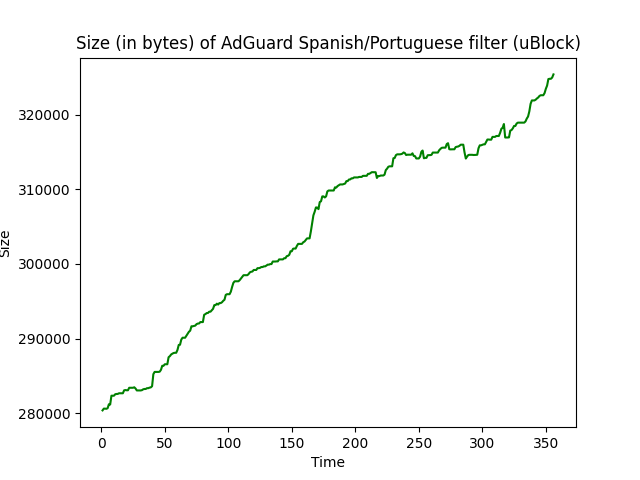 Size (in bytes) of AdGuard Spanish/Portuguese filter (uBlock)
320000
310000
300000
290000
280000
Size
0 50 100 150 200 250 300 350
Time